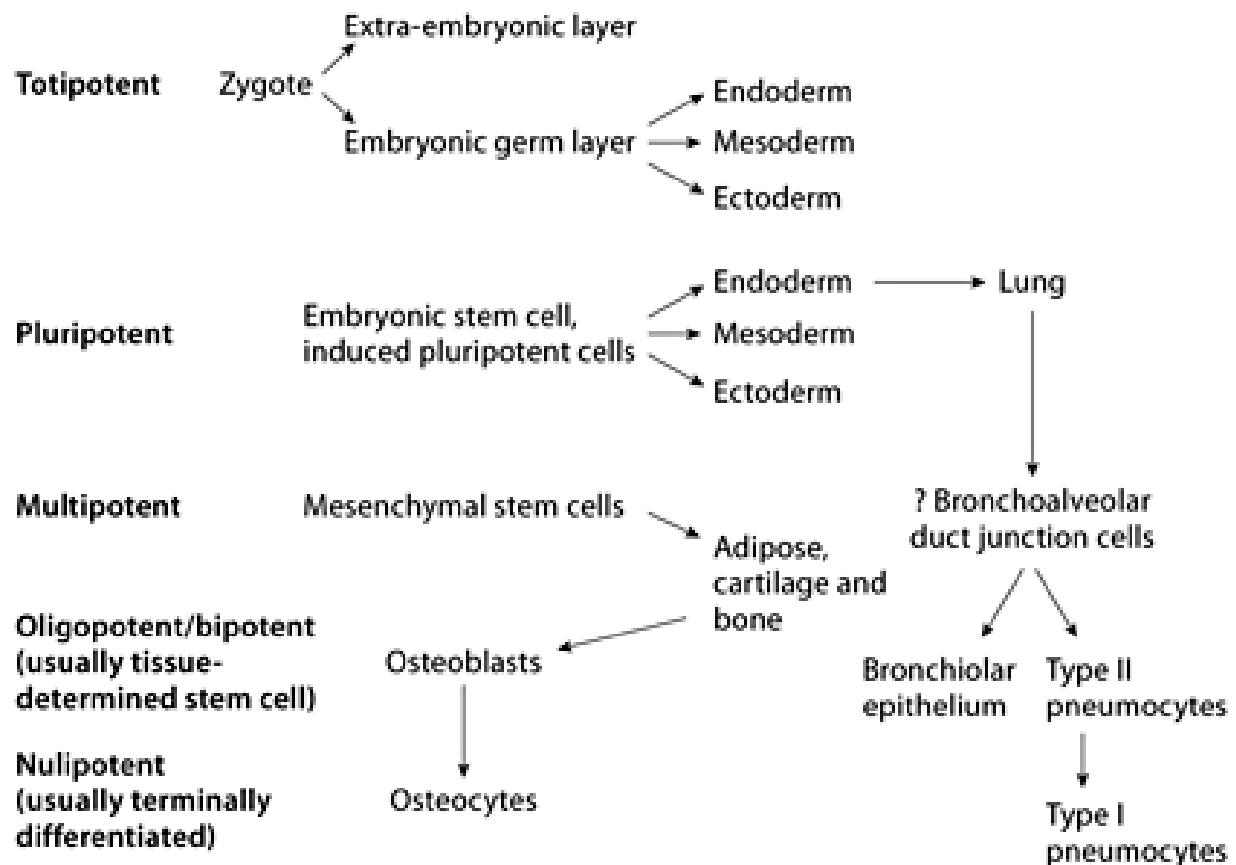 Extra-embryonic layer
Totipotent Zygote
Endoderm
Embryonic germ layer Mesoderm
Ectoderm
Endoderm Lung
Pluripotent
Embryonic stem cell,
induced pluripotent cells
Mesoderm
Ectoderm
Multipotent
Mesenchymal stem cells
? Bronchoalveolar
duct junction cells
Adipose,
cartilage and
bone
Oligopotent/bipotent
(usually tissue-
determined stem cell)
Osteoblasts
Bronchiolar
epithelium
Type II
pneumocytes
Nulipotent
(usually terminally
differentiated)
Osteocytes
Type I
pneumocytes